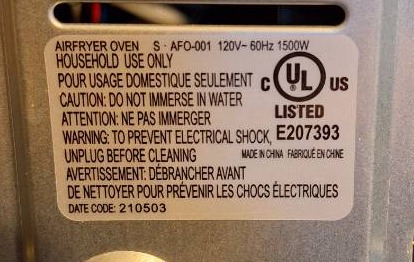 AIRFRYER OVEN S · AFO-001 120V~ 60Hz 1500W
HOUSEHOLD USE ONLY
POUR USAGE DOMESTIQUE SEULEMENT
CAUTION: DO NOT IMMERSE IN WATER
ATTENTION: NE PAS IMMERGER
WARNING: TO PREVENT ELECTRICAL SHOCK,
UNPLUG BEFORE CLEANING
AVERTISSEMENT: DÉBRANCHER AVANT
DE NETTOYER POUR PRÉVENIR LES CHOCS ÉLECTRIQUES
DATE CODE: 210503
C UL US
LISTED
E207393
MADE IN CHINA FABRIQUÉ EN CHINE